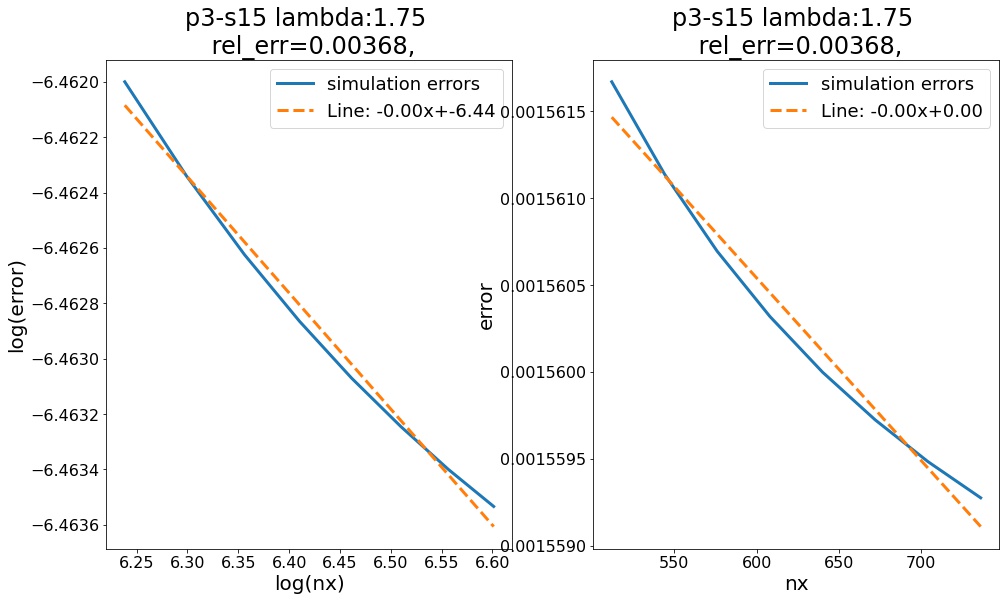 p3-s15 lambda:1.75
rel_err=0.00368,
simulation errors
Line: -0.00x+-6.44
log(error)
−6.4620
−6.4622
−6.4624
−6.4626
−6.4628
−6.4630
−6.4632
−6.4634
−6.4636
6.25 6.30 6.35 6.40 6.45 6.50 6.55 6.60
log(nx)
p3-s15 lambda:1.75
rel_err=0.00368,
simulation errors
Line: -0.00x+0.00
error
0.0015615
0.0015610
0.0015605
0.0015600
0.0015595
0.0015590
550 600 650 700
nx